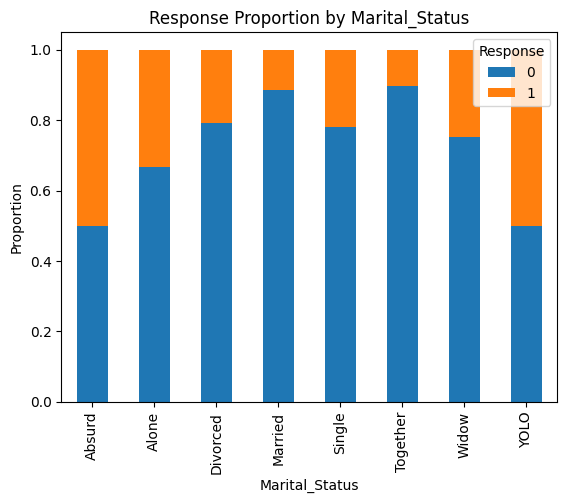 Response Proportion by Marital_Status
Response
0
1
1.0
0.8
0.6
0.4
0.2
0.0
Proportion
Absurd
Alone
Divorced
Married
Single
Together
Widow
YOLO
Marital_Status